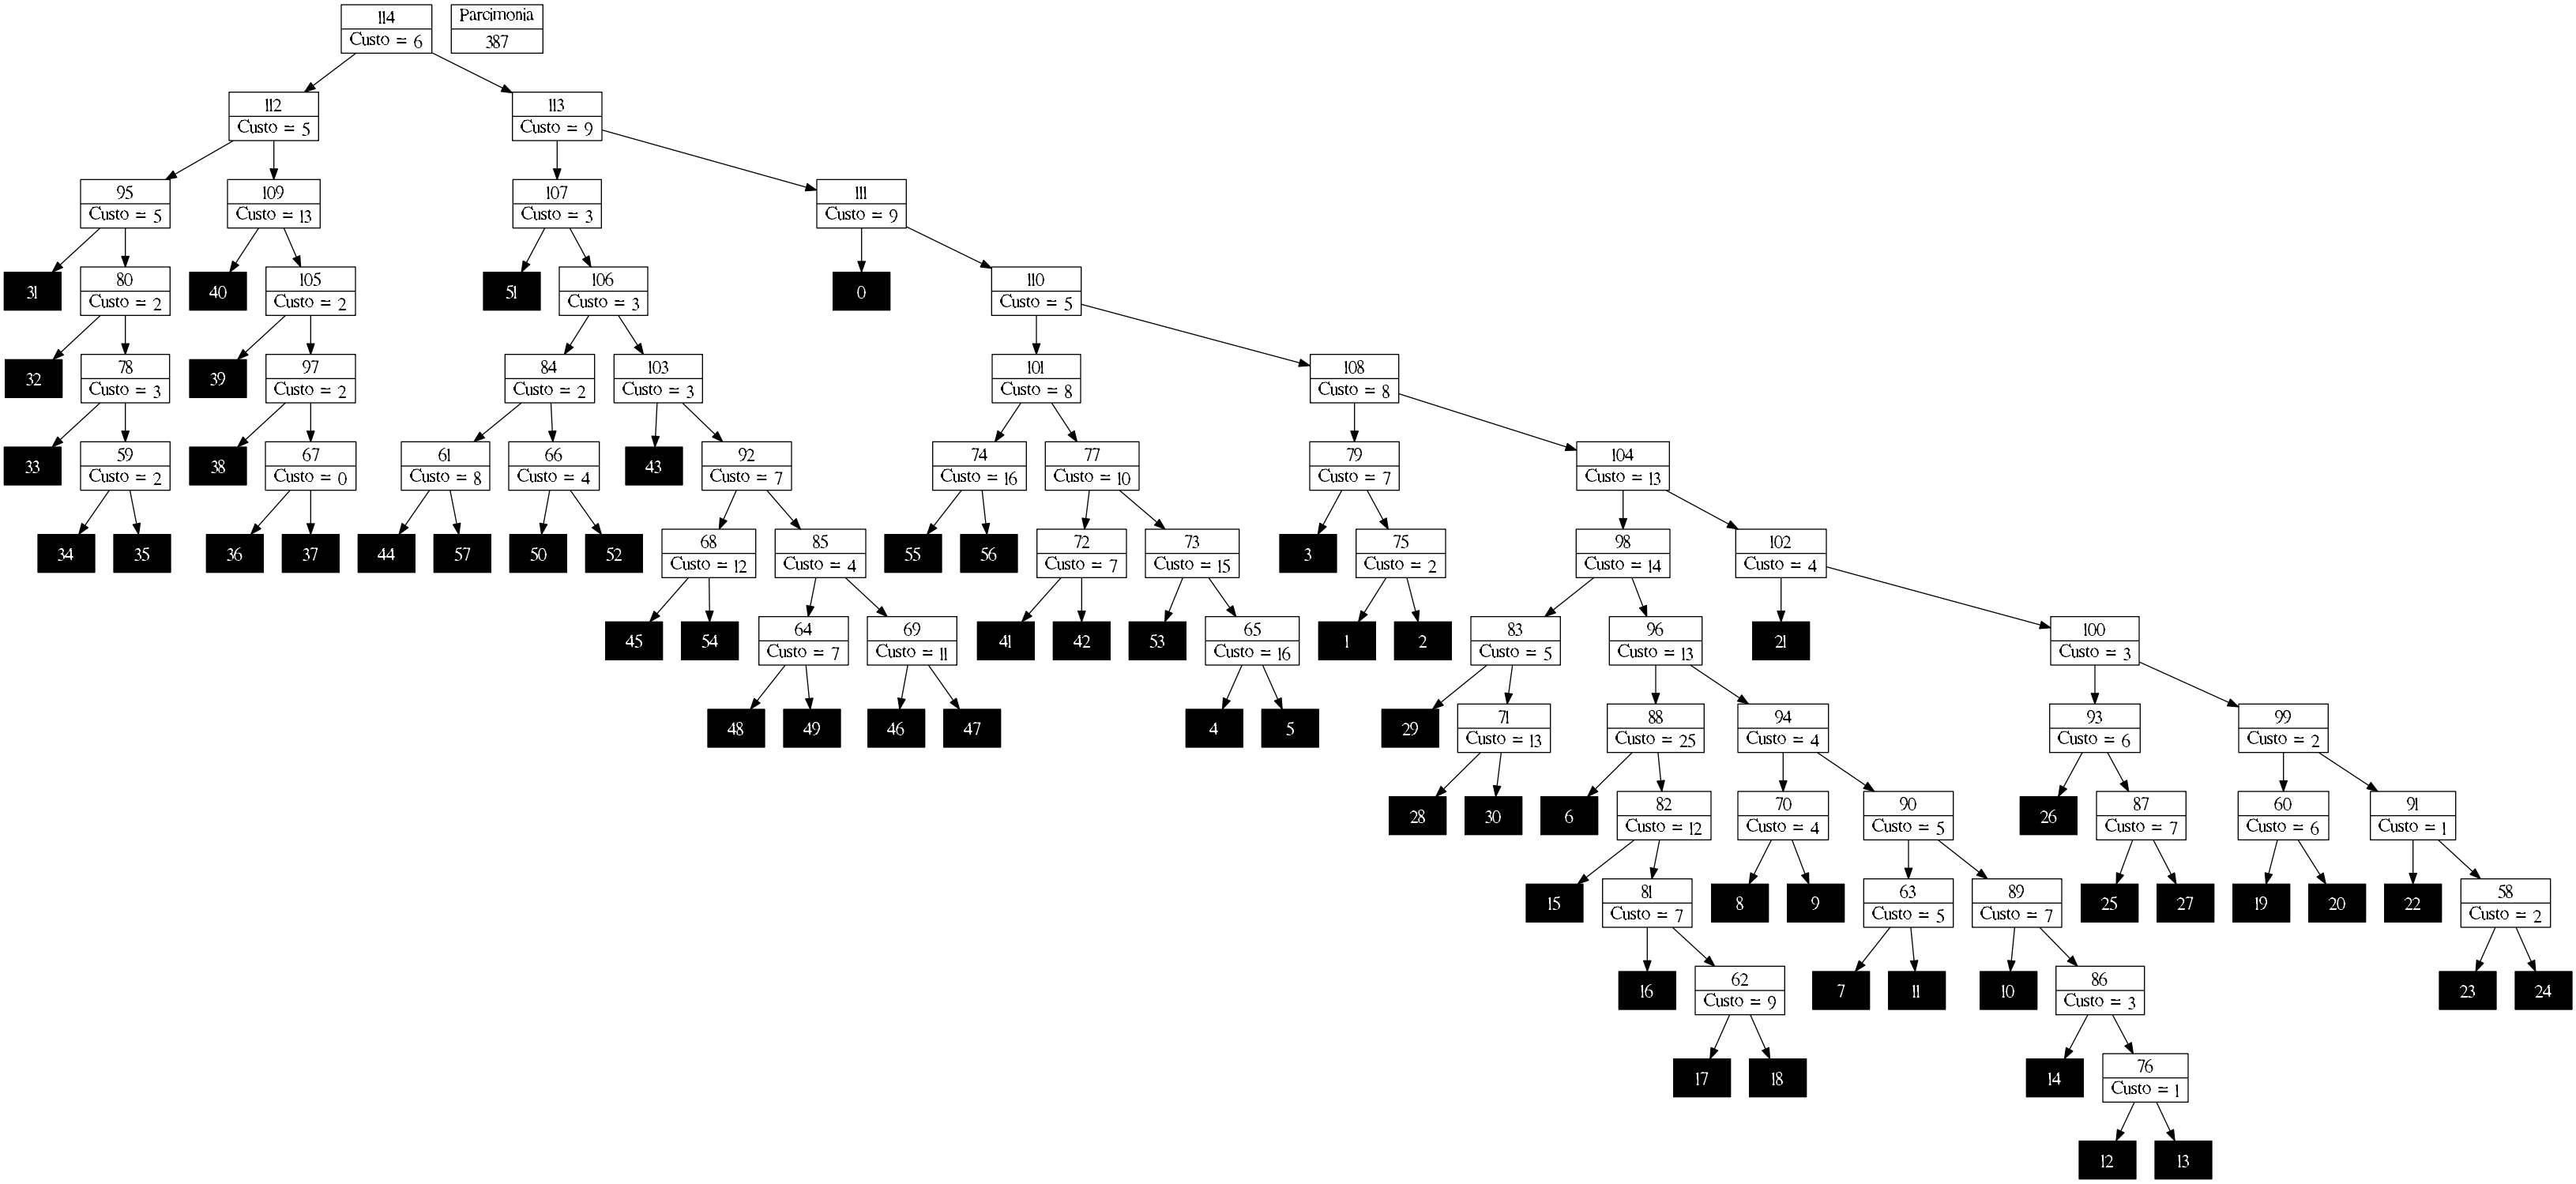 114
Custo = 6
Parcimonia
387
112
Custo = 5
113
Custo = 9
95
Custo = 5
109
Custo = 13
107
Custo = 3
111
Custo = 9
31
80
Custo = 2
40
105
Custo = 2
51
106
Custo = 3
0
110
Custo = 5
32
78
Custo = 3
39
97
Custo = 2
84
Custo = 2
103
Custo = 3
101
Custo = 8
108
Custo = 8
33
59
Custo = 2
38
67
Custo = 0
61
Custo = 8
66
Custo = 4
43
92
Custo = 7
74
Custo = 16
77
Custo = 10
79
Custo = 7
104
Custo = 13
34
35
36
37
44
57
50
52
68
Custo = 12
85
Custo = 4
55
56
72
Custo = 7
73
Custo = 15
3
75
Custo = 2
98
Custo = 14
102
Custo = 4
45
54
64
Custo = 7
69
Custo = 11
41
42
53
65
Custo = 16
1
2
83
Custo = 5
96
Custo = 13
21
100
Custo = 3
48
49
46
47
4
5
29
71
Custo = 13
88
Custo = 25
94
Custo = 4
93
Custo = 6
99
Custo = 2
28
30
6
82
Custo = 12
70
Custo = 4
90
Custo = 5
26
87
Custo = 7
60
Custo = 6
91
Custo = 1
15
81
Custo = 7
8
9
63
Custo = 5
89
Custo = 7
25
27
19
20
22
58
Custo = 2
16
62
Custo = 9
7
11
10
86
Custo = 3
23
24
17
18
14
76
Custo = 1
12
13